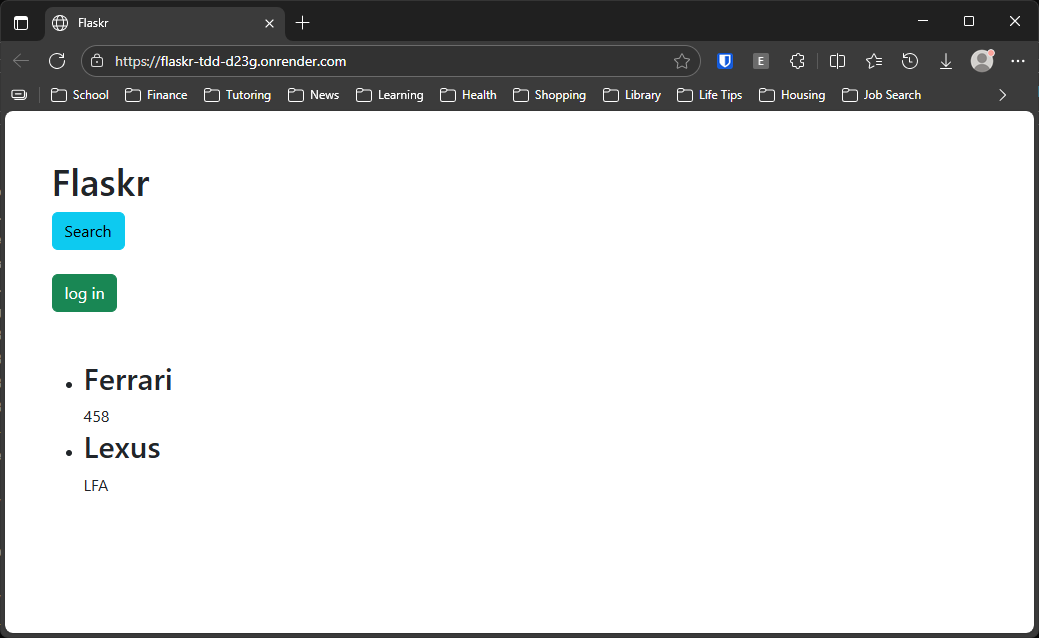 Flaskr
https://flaskr-tdd-d23g.onrender.com
E
School Finance Tutoring News Learning Health Shopping Library Life Tips Housing Job Search
Flaskr
Search
log in
Ferrari
458
Lexus
LFA